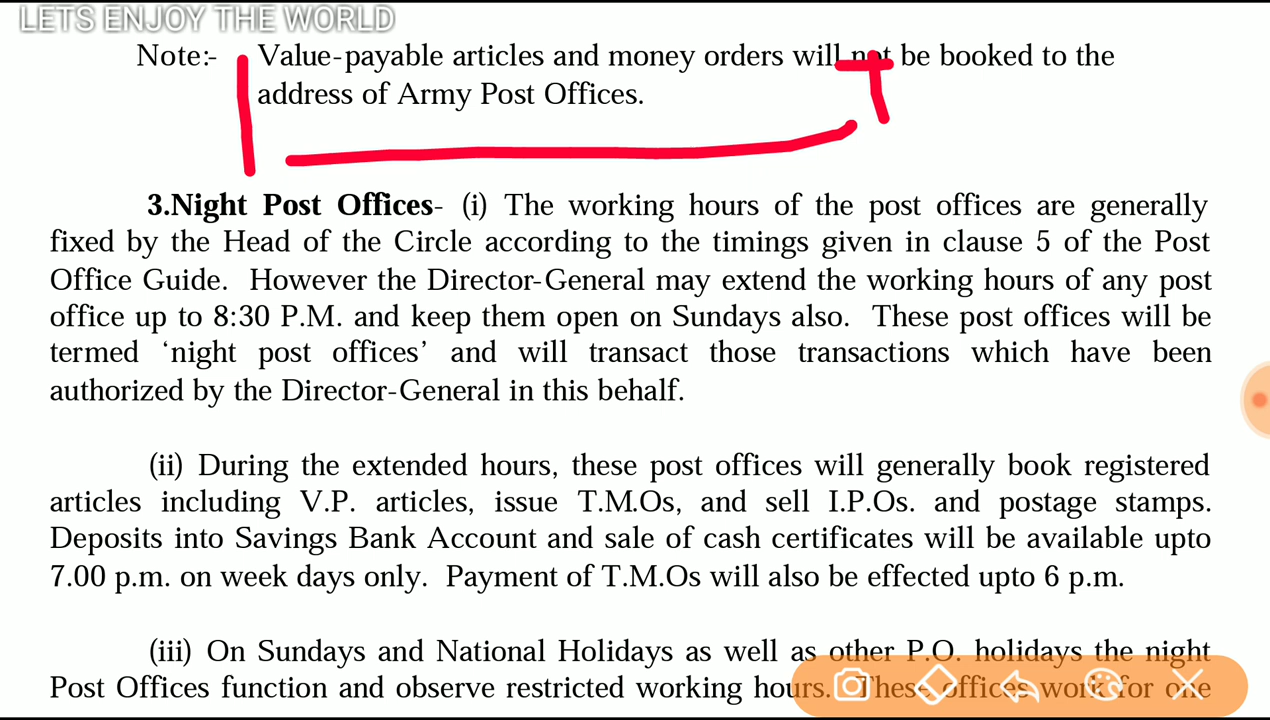 LETS ENJOY THE WORLD
Note:- Value-payable articles and money orders will not be booked to the
address of Army Post Offices.
3.Night Post Offices- (i) The working hours of the post offices are generally
fixed by the Head of the Circle according to the timings given in clause 5 of the Post
Office Guide. However the Director-General may extend the working hours of any post
office up to 8:30 P.M. and keep them open on Sundays also. These post offices will be
termed ‘night post offices’ and will transact those transactions which have been
authorized by the Director-General in this behalf.
(ii) During the extended hours, these post offices will generally book registered
articles including V.P. articles, issue T.M.Os, and sell I.P.Os. and postage stamps.
Deposits into Savings Bank Account and sale of cash certificates will be available upto
7.00 p.m. on week days only. Payment of T.M.Os will also be effected upto 6 p.m.
(iii) On Sundays and National Holidays as well as other P.O. holidays the night
Post Offices function and observe restricted working hours. These offices work for one